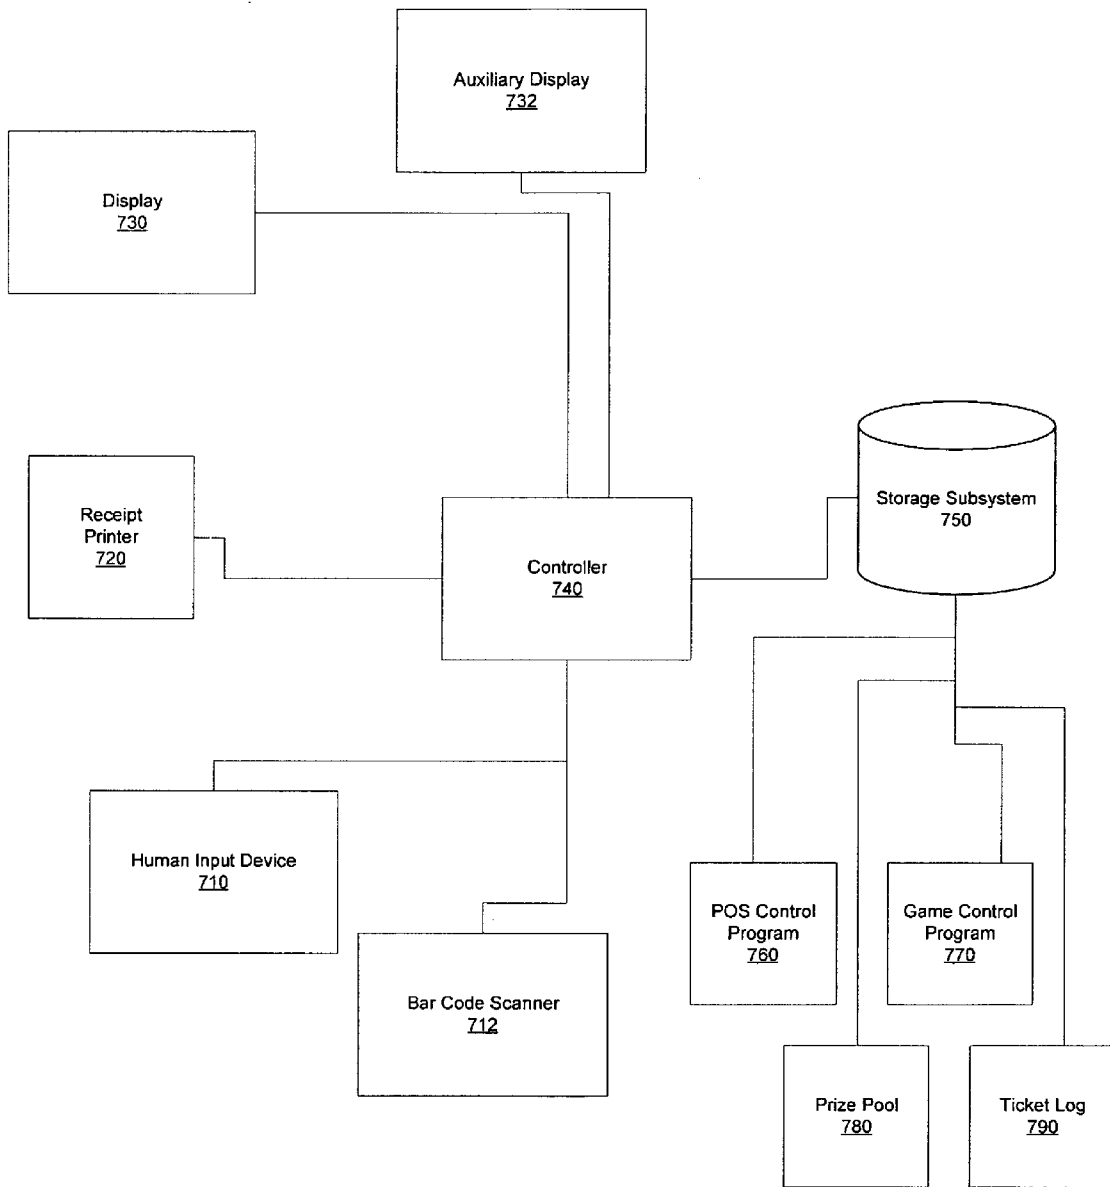 Auxiliary Display
732
Display
730
Receipt
Printer
720
Controller
740
Storage Subsystem
750
Human Input Device
710
Bar Code Scanner
712
POS Control
Program
760
Game Control
Program
770
Prize Pool
780
Ticket Log
790